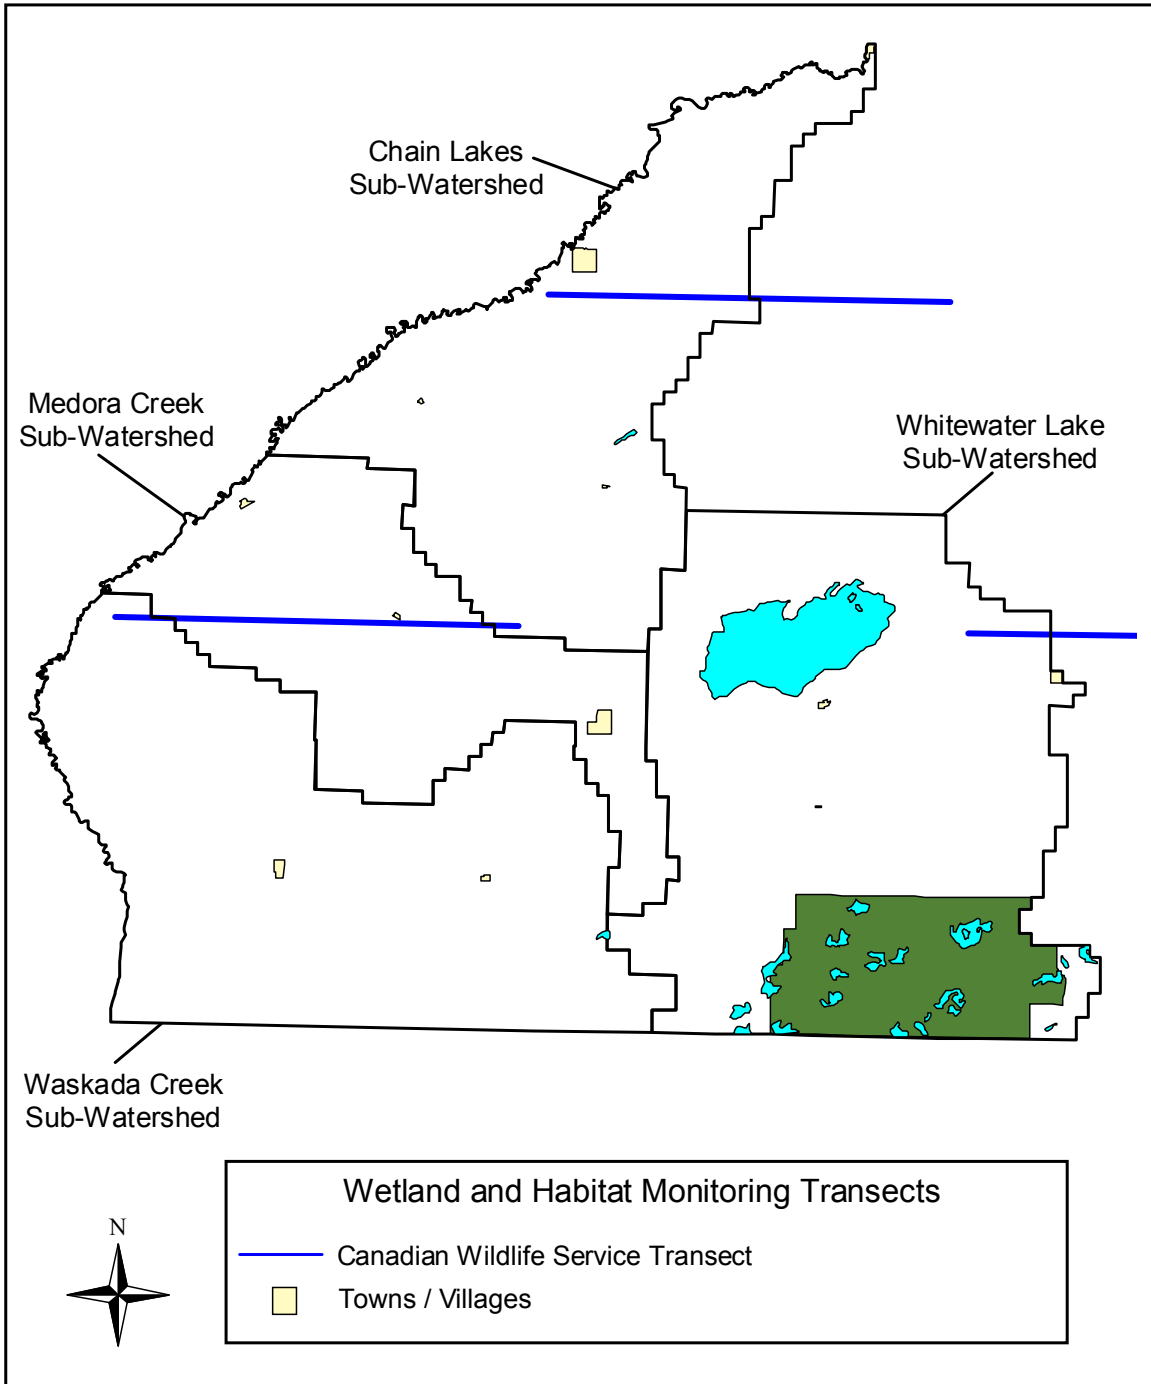 Chain Lakes
Sub-Watershed
Medora Creek
Sub-Watershed
Whitewater Lake
Sub-Watershed
Waskada Creek
Sub-Watershed
Wetland and Habitat Monitoring Transects
N
Canadian Wildlife Service Transect
Towns / Villages